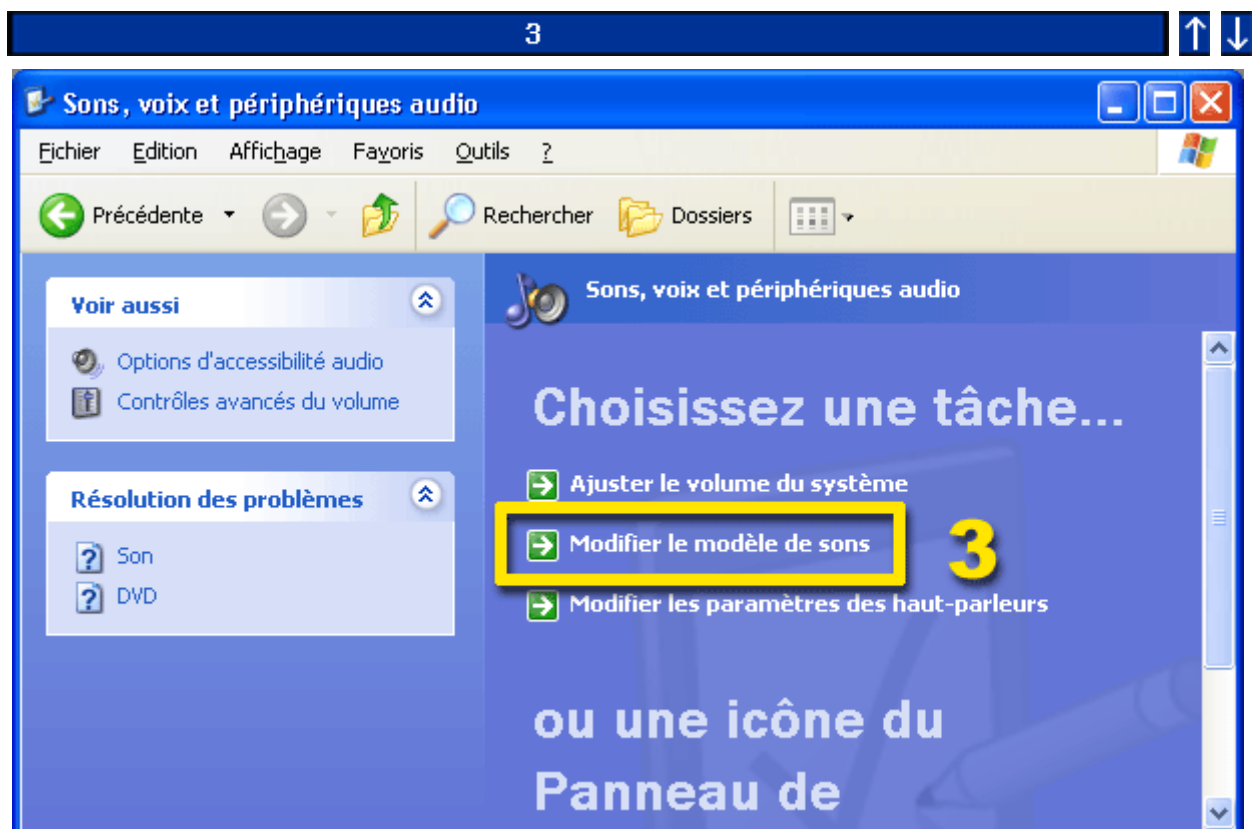 3 ↑ ↓
Sons, voix et périphériques audio
Fichier Edition Affichage Favoris Outils ?
Précédente Rechercher Dossiers
Voir aussi
Options d'accessibilité audio
Contrôles avancés du volume
Résolution des problèmes
Son
DVD
Sons, voix et périphériques audio
Choisissez une tâche...
Ajuster le volume du système
Modifier le modèle de sons 3
Modifier les paramètres des haut-parleurs
ou une icône du
Panneau de